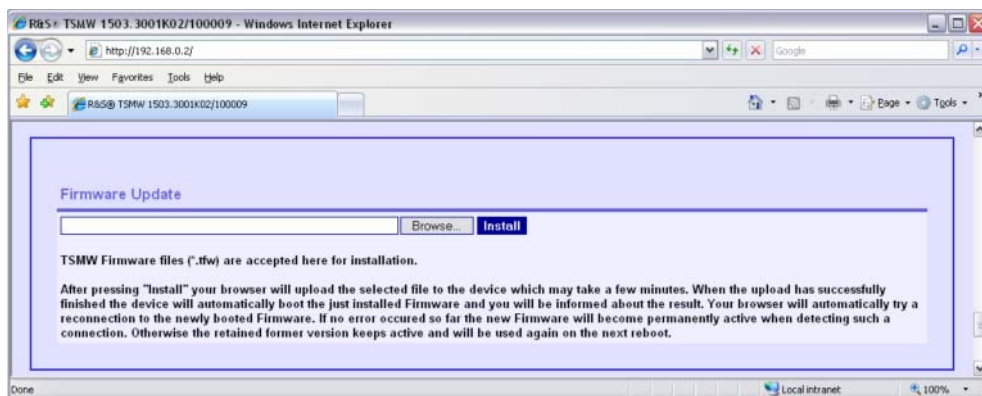 R&S® TSMW 1503.3001K02/100009 - Windows Internet Explorer
http://192.168.0.2/
Google
File Edit View Favorites Tools Help
R&S® TSMW 1503.3001K02/100009
Page Tools
Firmware Update
Browse... Install
TSMW Firmware files (*.tfw) are accepted here for installation.
After pressing "Install" your browser will upload the selected file to the device which may take a few minutes. When the upload has successfully
finished the device will automatically boot the just installed Firmware and you will be informed about the result. Your browser will automatically try a
reconnection to the newly booted Firmware. If no error occured so far the new Firmware will become permanently active when detecting such a
connection. Otherwise the retained former version keeps active and will be used again on the next reboot.
Done Local intranet 100%